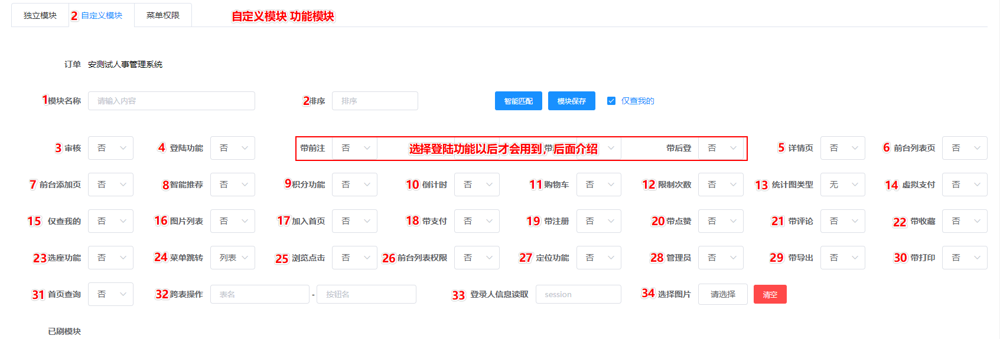 独立模块 2 自定义模块 菜单权限 自定义模块 功能模块
订单 安测试人事管理系统
1 模块名称 请输入内容 2 排序 排序 智能匹配 模块保存 仅查我的
3 审核 否 4 登陆功能 否 带前注 否 选择登陆功能以后才会用到，后面介绍 带后登 否 5 详情页 否 6 前台列表页 否
7 前台添加页 否 8 智能推荐 否 9 积分功能 否 10 倒计时 否 11 购物车 否 12 限制次数 否 13 统计图类型 无 14 虚拟支付 否
15 仅查我的 否 16 图片列表 否 17 加入首页 否 18 带支付 否 19 带注册 否 20 带点赞 否 21 带评论 否 22 带收藏 否
23 选座功能 否 24 菜单跳转 列表 25 浏览点击 否 26 前台列表权限 否 27 定位功能 否 28 管理员 否 29 带导出 否 30 带打印 否
31 首页查询 否 32 跨表操作 表名 - 按钮名 33 登录人信息读取 session 34 选择图片 请选择 清空
已刷模块